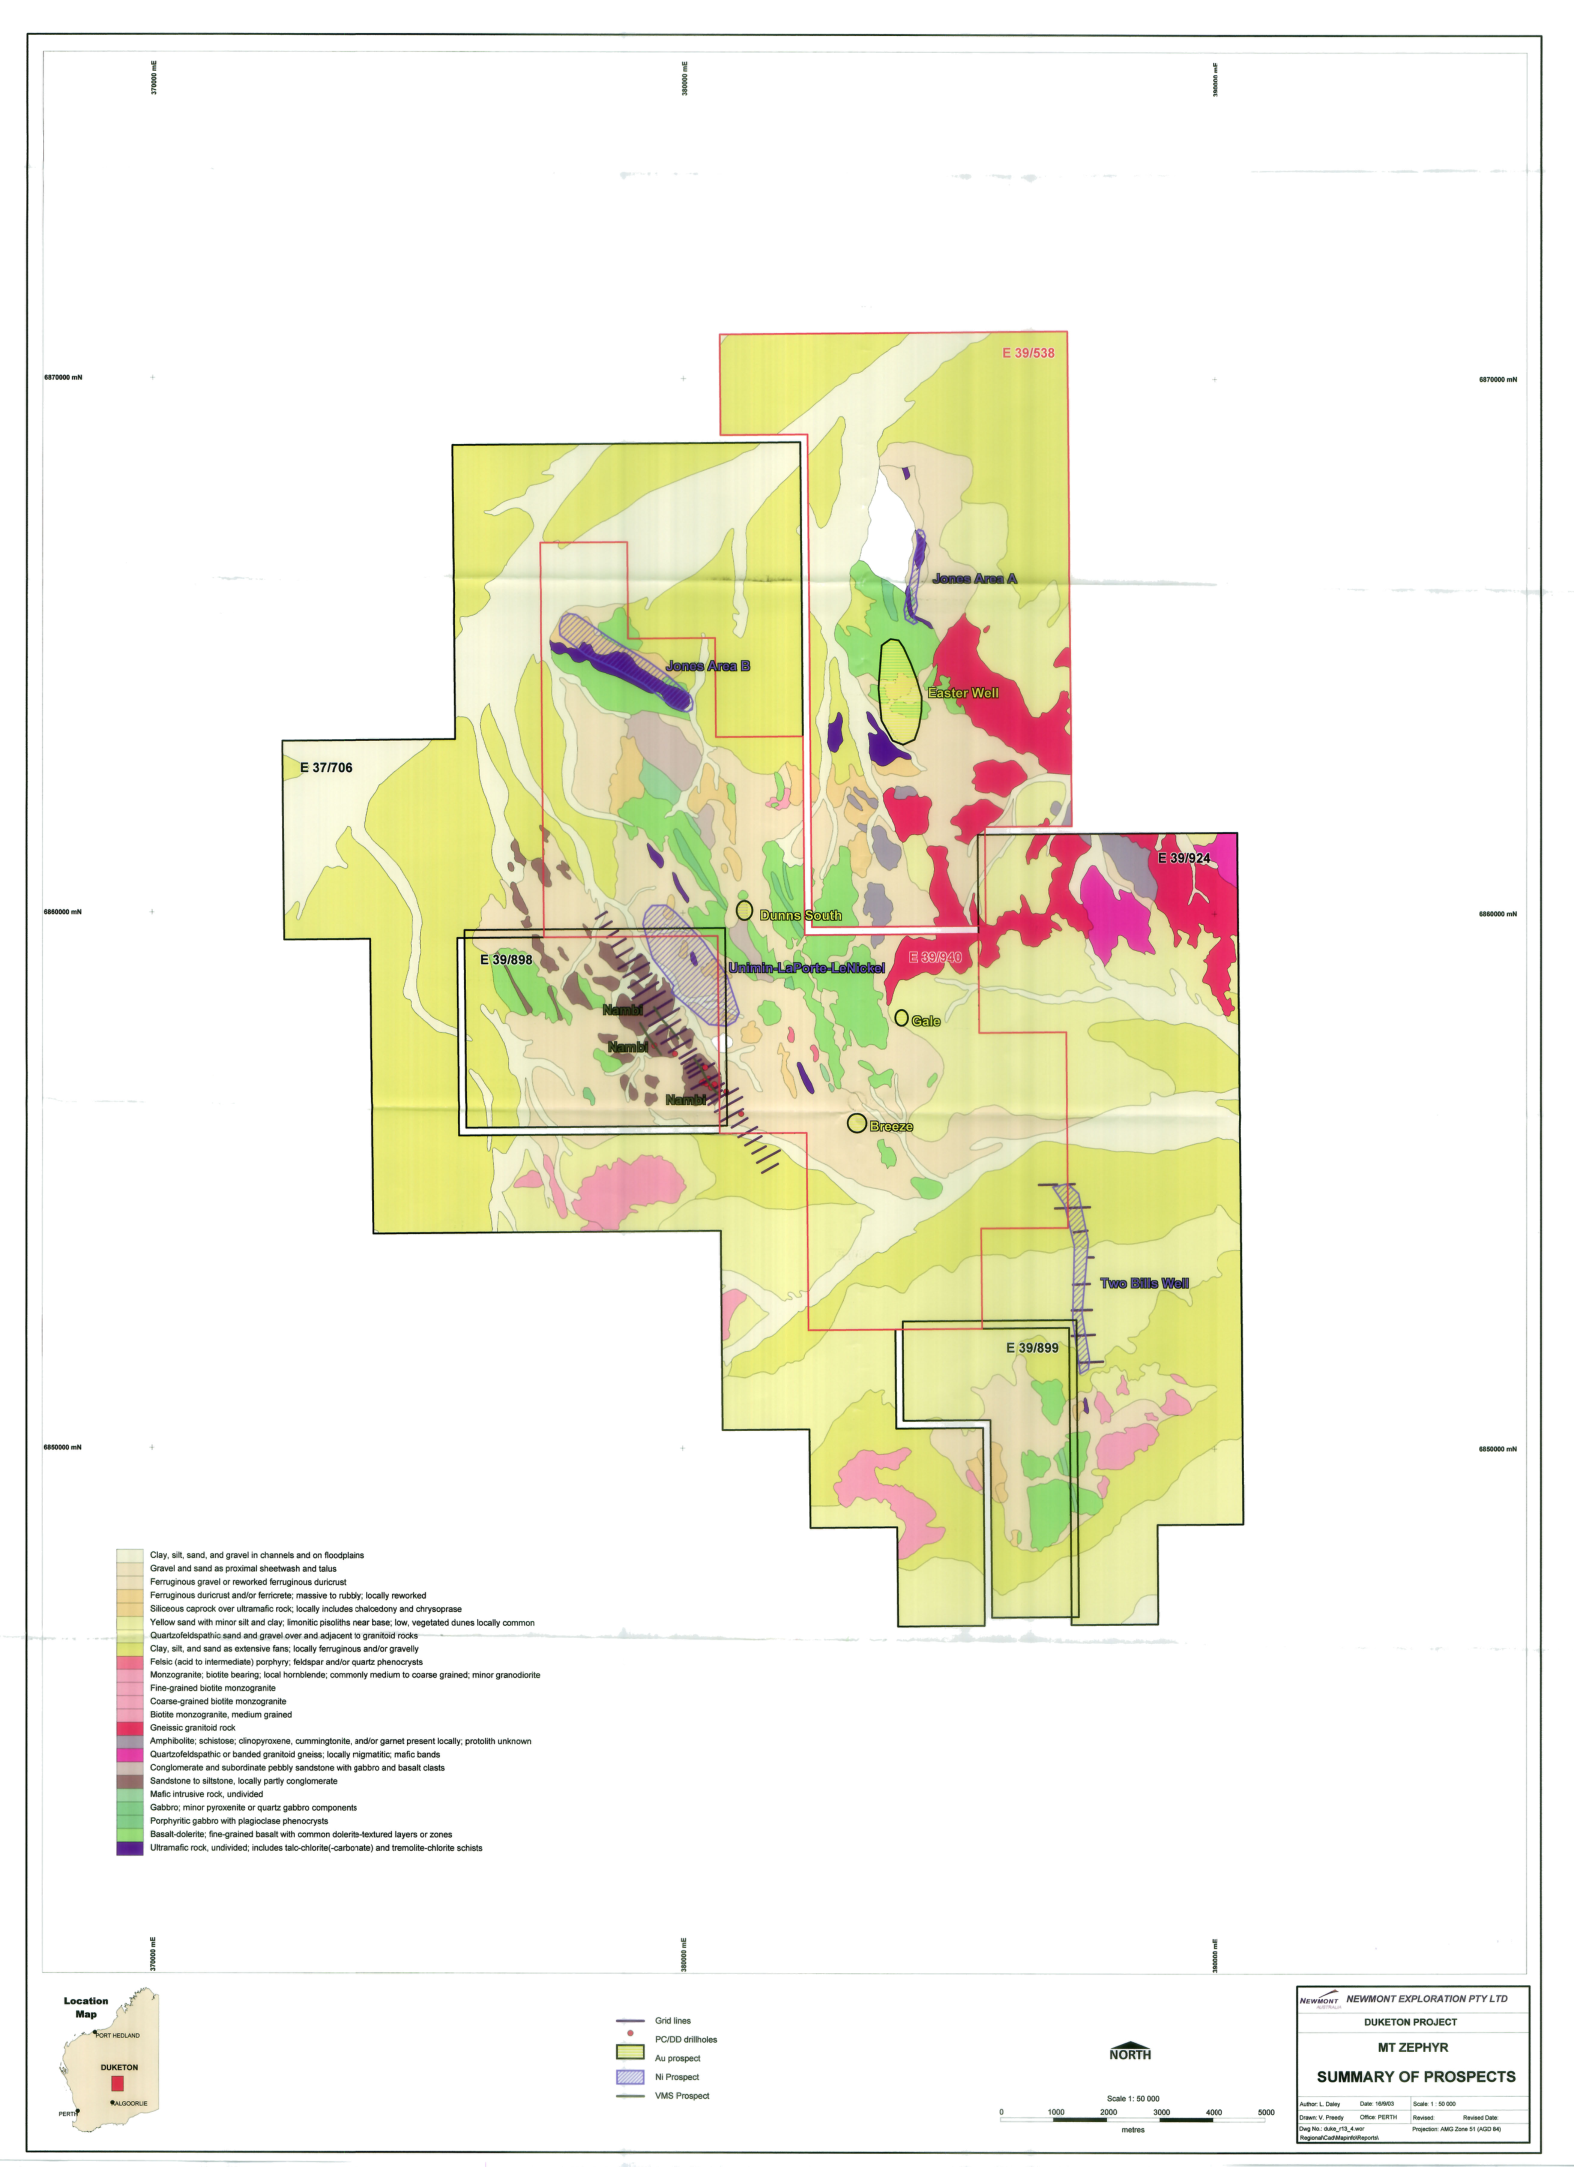 370000 mE
380000 mE
390000 mE
E 39/538
6870000 mN
6870000 mN
Jones Area A
Jones Area B
Easter Well
E 37/706
E 39/924
6860000 mN
6860000 mN
Dunns South
E 39/898
E 39/940
Unimin-LaPorte-LeNickel
Nambi
Gale
Nambi
Nambi
Breeze
Two Bills Well
E 39/899
6850000 mN
6850000 mN
Clay, silt, sand, and gravel in channels and on floodplains
Gravel and sand as proximal sheetwash and talus
Ferruginous gravel or reworked ferruginous duricrust
Ferruginous duricrust and/or ferricrete; massive to rubbly; locally reworked
Siliceous caprock over ultramafic rock; locally includes chalcedony and chrysoprase
Yellow sand with minor silt and clay; limonitic pisoliths near base; low, vegetated dunes locally common
Quartzofeldspathic sand and gravel over and adjacent to granitoid rocks
Clay, silt, and sand as extensive fans; locally ferruginous and/or gravelly
Felsic (acid to intermediate) porphyry; feldspar and/or quartz phenocrysts
Monzogranite; biotite bearing; local hornblende; commonly medium to coarse grained; minor granodiorite
Fine-grained biotite monzogranite
Coarse-grained biotite monzogranite
Biotite monzogranite, medium grained
Gneissic granitoid rock
Amphibolite; schistose; clinopyroxene, cummingtonite, and/or garnet present locally; protolith unknown
Quartzofeldspathic or banded granitoid gneiss; locally migmatitic; mafic bands
Conglomerate and subordinate pebbly sandstone with gabbro and basalt clasts
Sandstone to siltstone, locally partly conglomerate
Mafic intrusive rock, undivided
Gabbro; minor pyroxenite or quartz gabbro components
Porphyritic gabbro with plagioclase phenocrysts
Basalt-dolerite; fine-grained basalt with common dolerite-textured layers or zones
Ultramafic rock, undivided; includes talc-chlorite(-carbonate) and tremolite-chlorite schists
370000 mE
380000 mE
390000 mE
Location
Map
PORT HEDLAND
DUKETON
KALGOORLIE
PERTH
Grid lines
PC/DD drillholes
Au prospect
Ni Prospect
VMS Prospect
NORTH
Scale 1: 50 000
0 1000 2000 3000 4000 5000
metres
NEWMONT
AUSTRALIA
NEWMONT EXPLORATION PTY LTD
DUKETON PROJECT
MT ZEPHYR
SUMMARY OF PROSPECTS
Author: L. Daley Date: 16/9/03 Scale: 1 : 50 000
Drawn: V. Preedy Office: PERTH Revised: Revised Date:
Dwg No.: duke_r13_4.wor Projection: AMG Zone 51 (AGD 84)
Regional\Cad\Mapinfo\Reports\